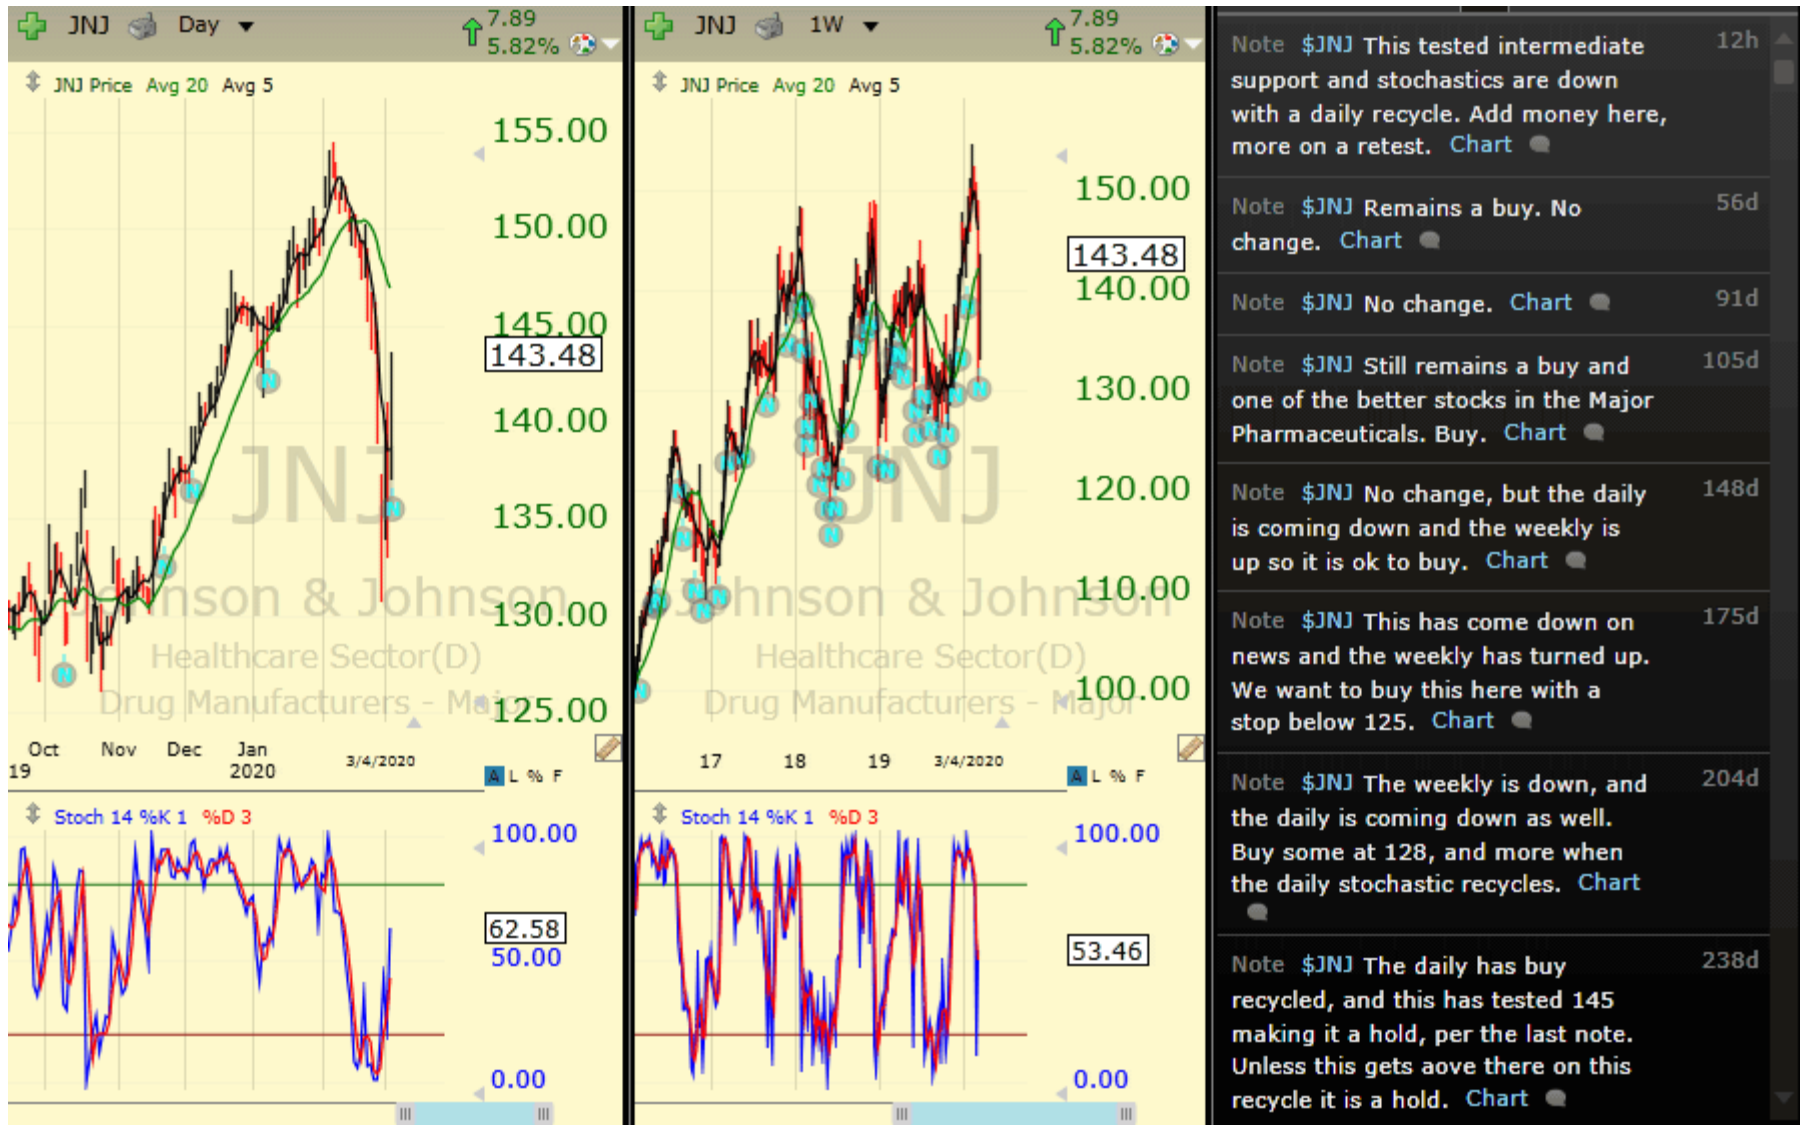 JNJ Day
7.89
5.82%
JNJ Price Avg 20 Avg 5
155.00
150.00
145.00
143.48
140.00
135.00
130.00
125.00
JNJ
Johnson & Johnson
Healthcare Sector(D)
Drug Manufacturers - Major
Oct Nov Dec Jan 3/4/2020
19 2020
A L % F
Stoch 14 %K 1 %D 3
100.00
62.58
50.00
0.00
JNJ 1W
7.89
5.82%
JNJ Price Avg 20 Avg 5
150.00
143.48
140.00
130.00
120.00
110.00
100.00
JNJ
Johnson & Johnson
Healthcare Sector(D)
Drug Manufacturers - Major
17 18 19 3/4/2020
A L % F
Stoch 14 %K 1 %D 3
100.00
53.46
0.00
Note $JNJ This tested intermediate 12h
support and stochastics are down
with a daily recycle. Add money here,
more on a retest. Chart
Note $JNJ Remains a buy. No 56d
change. Chart
Note $JNJ No change. Chart 91d
Note $JNJ Still remains a buy and 105d
one of the better stocks in the Major
Pharmaceuticals. Buy. Chart
Note $JNJ No change, but the daily 148d
is coming down and the weekly is
up so it is ok to buy. Chart
Note $JNJ This has come down on 175d
news and the weekly has turned up.
We want to buy this here with a
stop below 125. Chart
Note $JNJ The weekly is down, and 204d
the daily is coming down as well.
Buy some at 128, and more when
the daily stochastic recycles. Chart
Note $JNJ The daily has buy 238d
recycled, and this has tested 145
making it a hold, per the last note.
Unless this gets aove there on this
recycle it is a hold. Chart